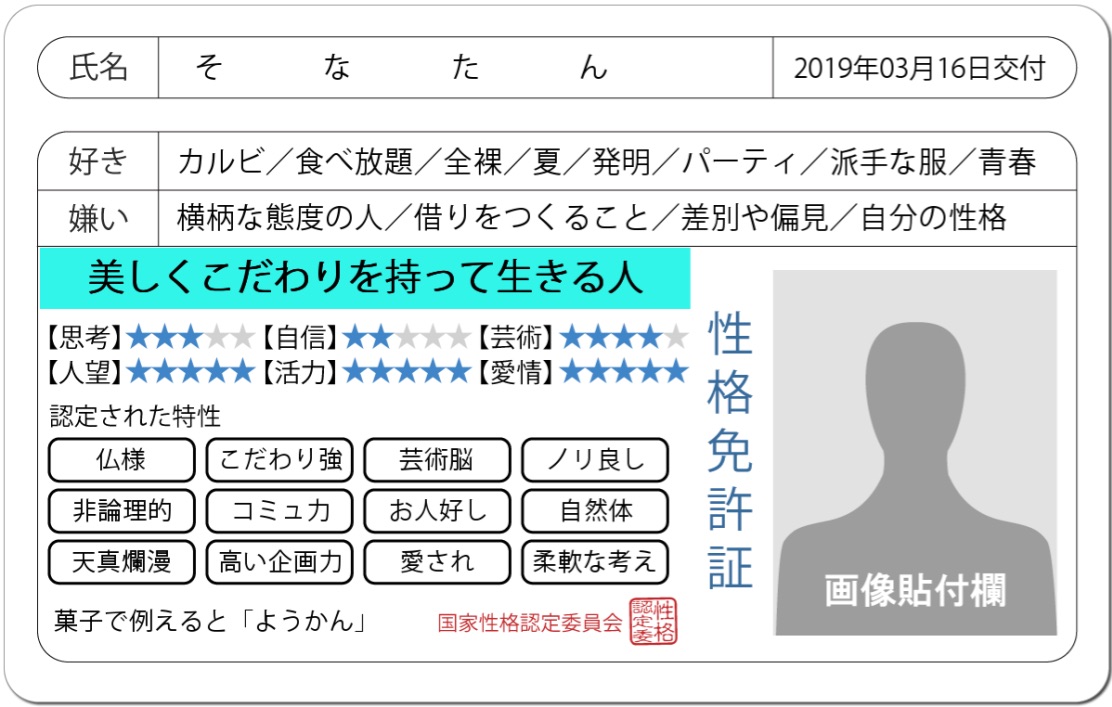 氏名 そ な た ん 2019年03月16日交付
好き カルビ／食べ放題／全裸／夏／発明／パーティ／派手な服／青春
嫌い 横柄な態度の人／借りをつくること／差別や偏見／自分の性格
美しくこだわりを持って生きる人
【思考】★★★★★【自信】★★★★★【芸術】★★★★★
【人望】★★★★★【活力】★★★★★【愛情】★★★★★
認定された特性
仏様 こだわり強 芸術脳 ノリ良し
非論理的 コミュ力 お人好し 自然体
天真爛漫 高い企画力 愛され 柔軟な考え
菓子で例えると「ようかん」 国家性格認定委員会 性格認定委
性格免許証
画像貼付欄